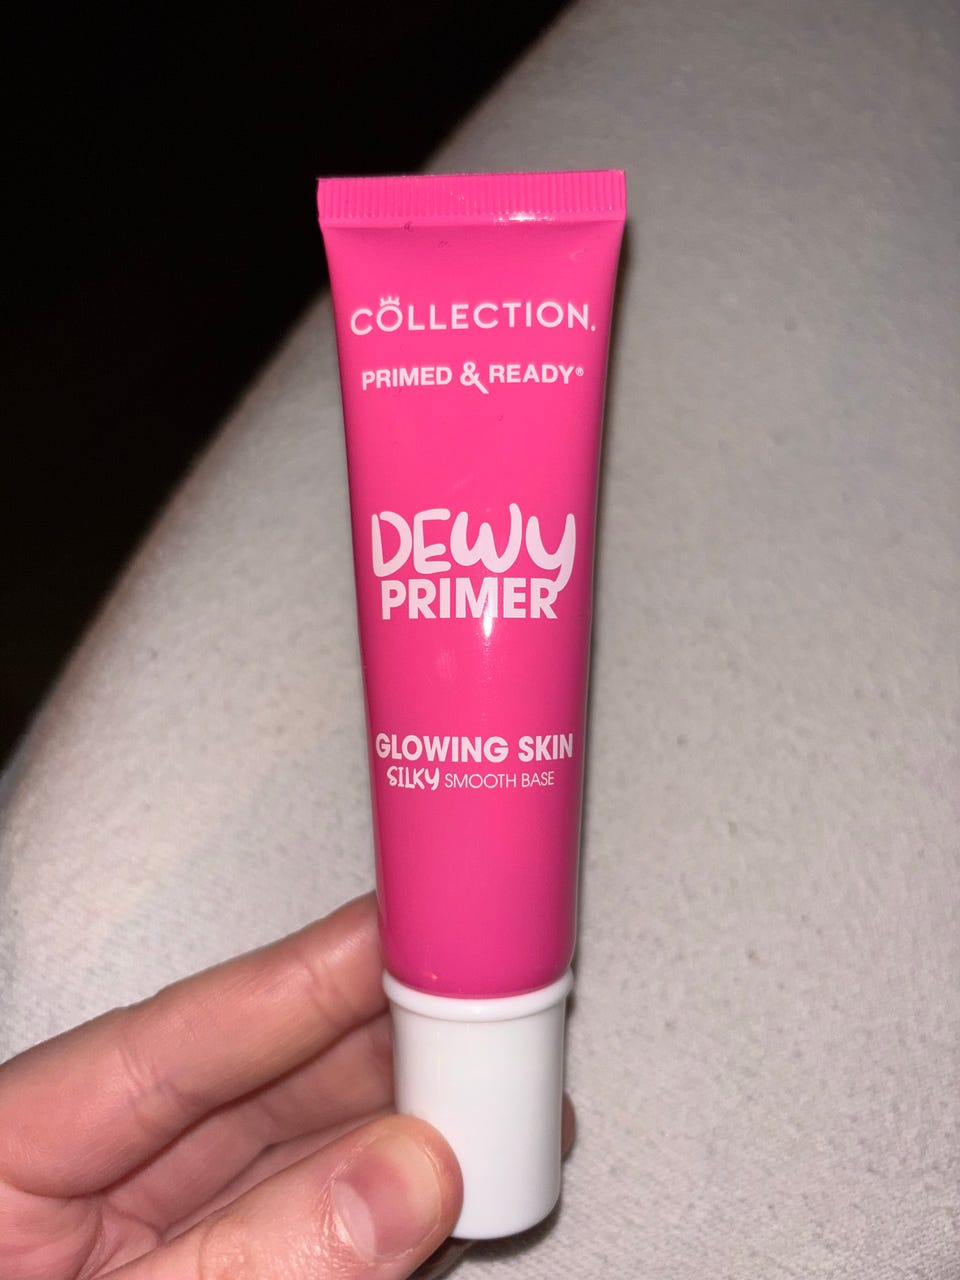 COLLECTION.
PRIMED & READY®
DEWY
PRIMER
GLOWING SKIN
SILKY SMOOTH BASE